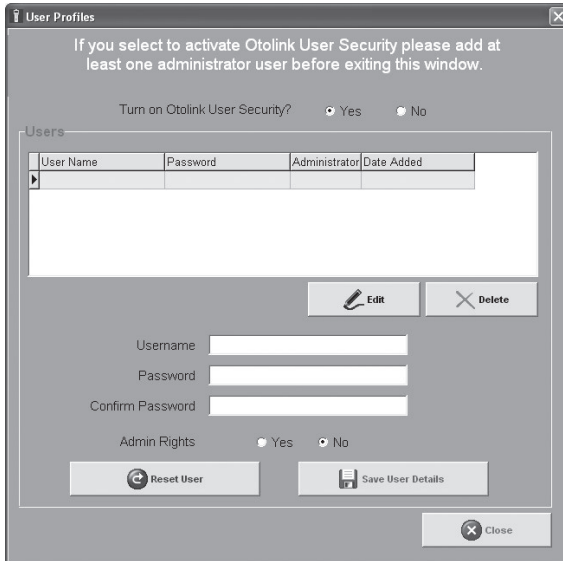 User Profiles
If you select to activate Otolink User Security please add at
least one administrator user before exiting this window.
Turn on Otolink User Security? Yes No
Users
User Name Password Administrator Date Added
Edit Delete
Username
Password
Confirm Password
Admin Rights Yes No
Reset User Save User Details
Close